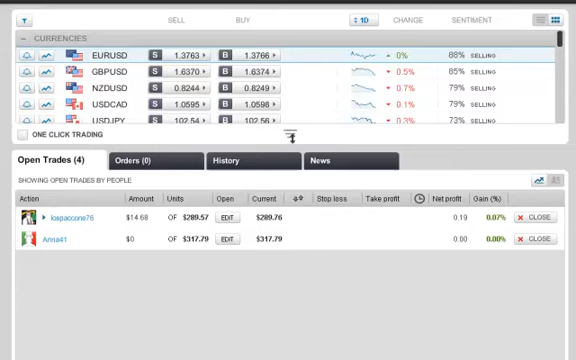 SELL BUY 1D CHANGE SENTIMENT
CURRENCIES
EURUSD S 1.3763 B 1.3766 0% 88% SELLING
GBPUSD S 1.6370 B 1.6374 0.5% 85% SELLING
NZDUSD S 0.8244 B 0.8249 0.7% 79% SELLING
USDCAD S 1.0595 B 1.0598 0.1% 79% SELLING
USDJPY S 102.54 B 102.56 0.3% 73% SELLING
ONE CLICK TRADING
Open Trades (4) Orders (0) History News
SHOWING OPEN TRADES BY PEOPLE
Action Amount Units Open Current Stop loss Take profit Net profit Gain (%)
lospaccone76 $14.68 OF $289.57 EDIT $289.76 0.19 0.07% CLOSE
Anna41 $0 OF $317.79 EDIT $317.79 0.00 0.00% CLOSE